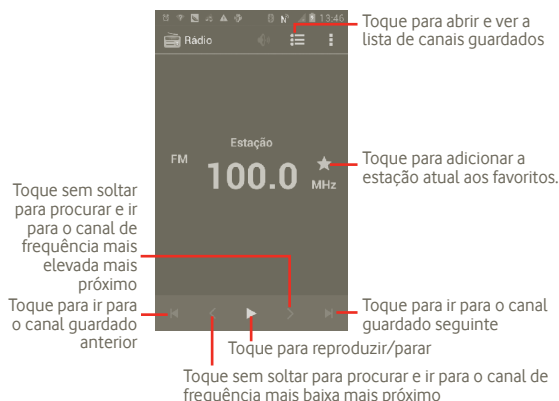 13:46
Rádio
Toque para abrir e ver a
lista de canais guardados
Estação
FM
100.0
MHz
Toque para adicionar a
estação atual aos favoritos.
Toque sem soltar
para procurar e ir
para o canal de
frequência mais
elevada mais
próximo
Toque para ir para
o canal guardado
anterior
Toque para ir para o canal
guardado seguinte
Toque para reproduzir/parar
Toque sem soltar para procurar e ir para o canal de
frequência mais baixa mais próximo